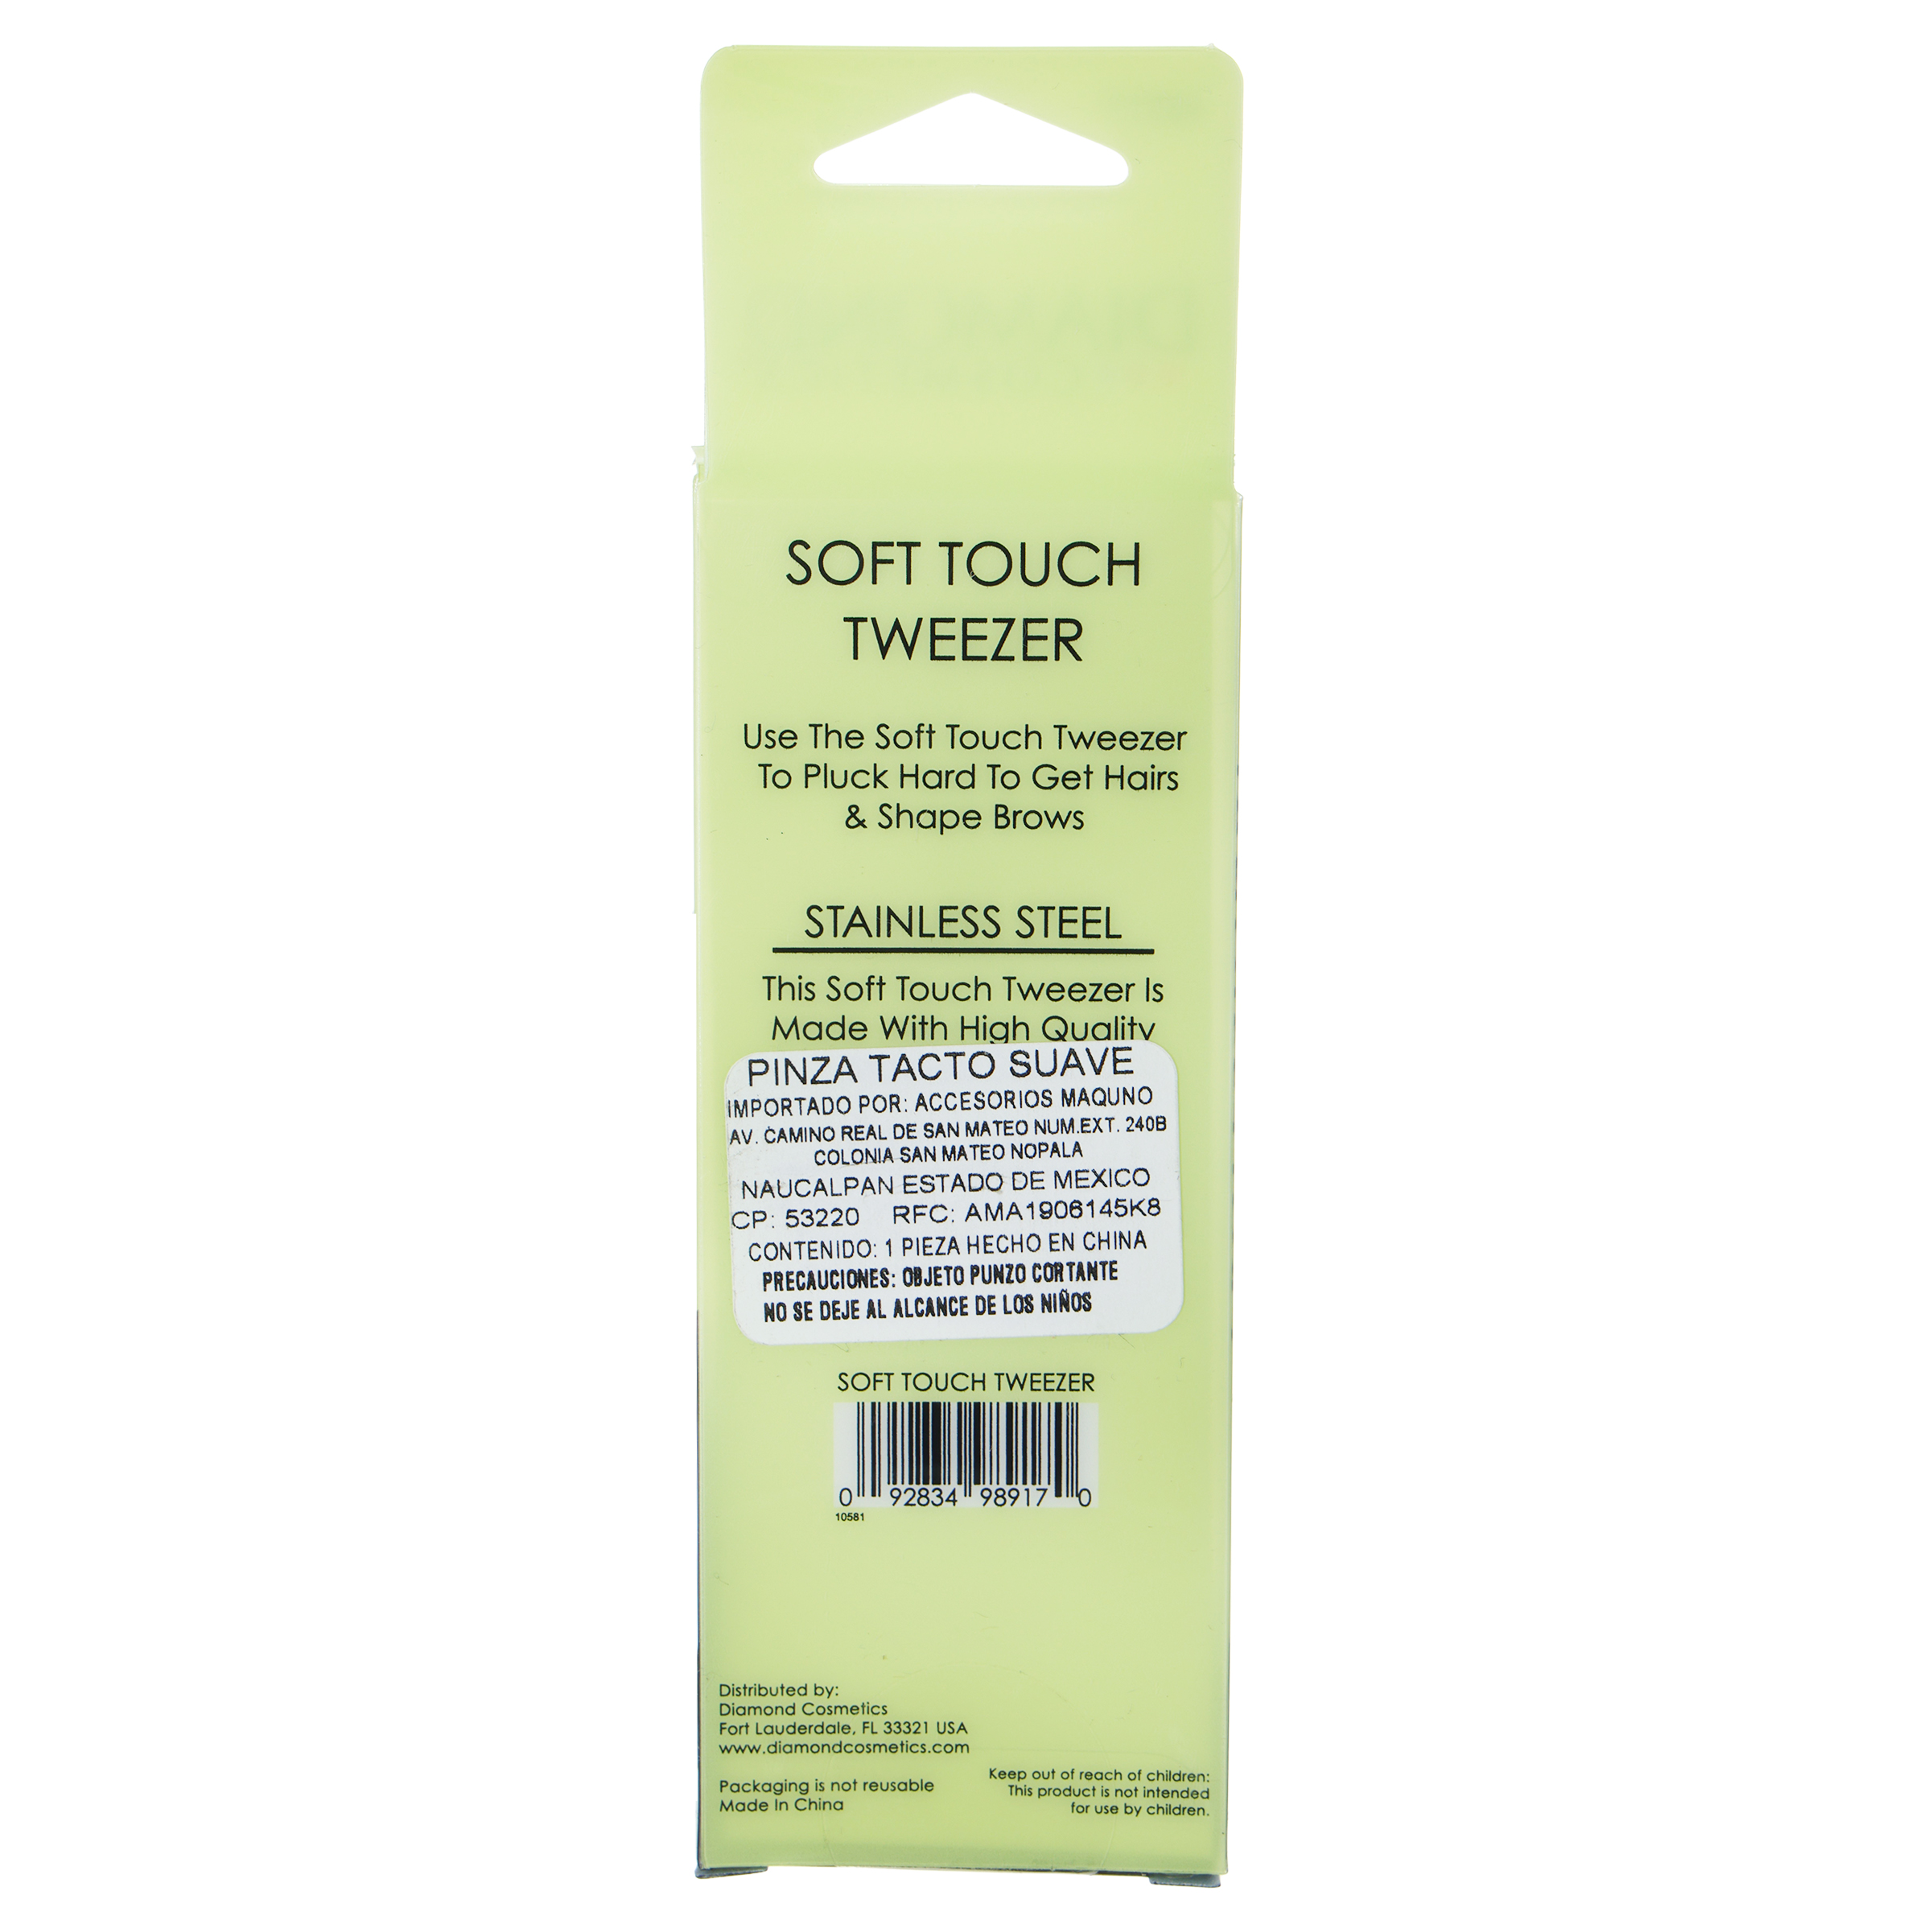 SOFT TOUCH
TWEEZER
Use The Soft Touch Tweezer
To Pluck Hard To Get Hairs
& Shape Brows
STAINLESS STEEL
This Soft Touch Tweezer Is
Made With High Quality
PINZA TACTO SUAVE
IMPORTADO POR: ACCESORIOS MAQUNO
AV. CAMINO REAL DE SAN MATEO NUM.EXT. 240B
COLONIA SAN MATEO NOPALA
NAUCALPAN ESTADO DE MEXICO
CP: 53220 RFC: AMA1906145K8
CONTENIDO: 1 PIEZA HECHO EN CHINA
PRECAUCIONES: OBJETO PUNZO CORTANTE
NO SE DEJE AL ALCANCE DE LOS NIÑOS
SOFT TOUCH TWEEZER
0 92834 98917 0
10581
Distributed by:
Diamond Cosmetics
Fort Lauderdale, FL 33321 USA
www.diamondcosmetics.com
Packaging is not reusable
Made In China
Keep out of reach of children:
This product is not intended
for use by children.